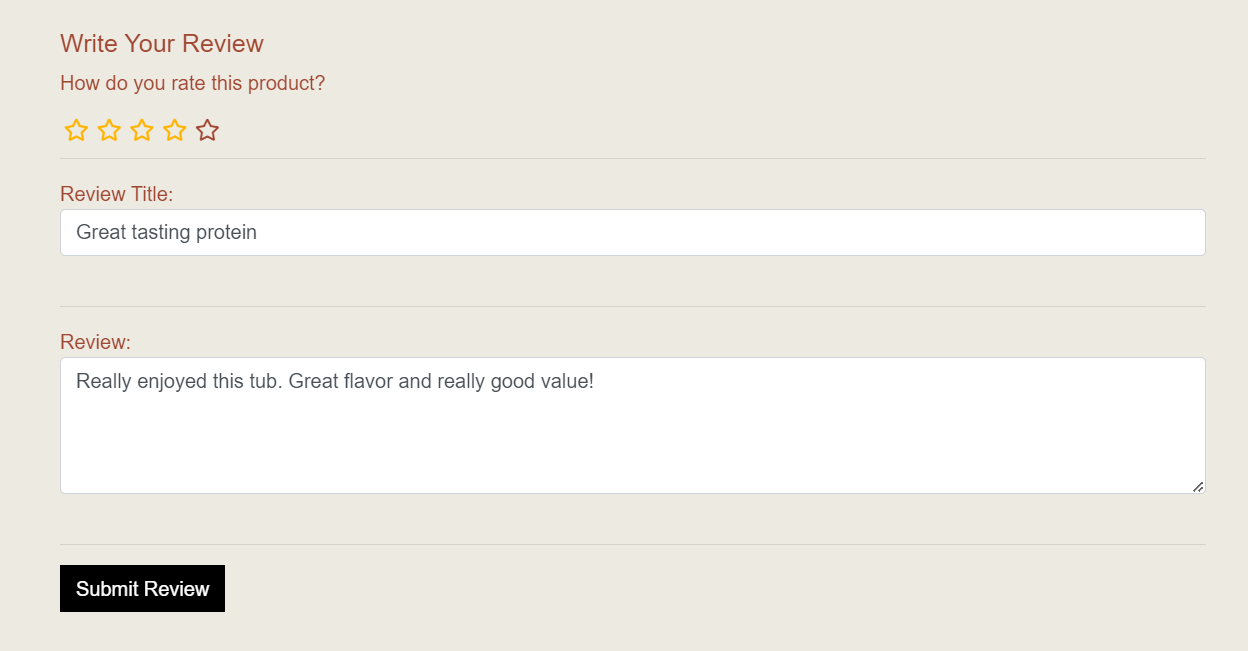 Write Your Review
How do you rate this product?
Review Title:
Great tasting protein
Review:
Really enjoyed this tub. Great flavor and really good value!
Submit Review